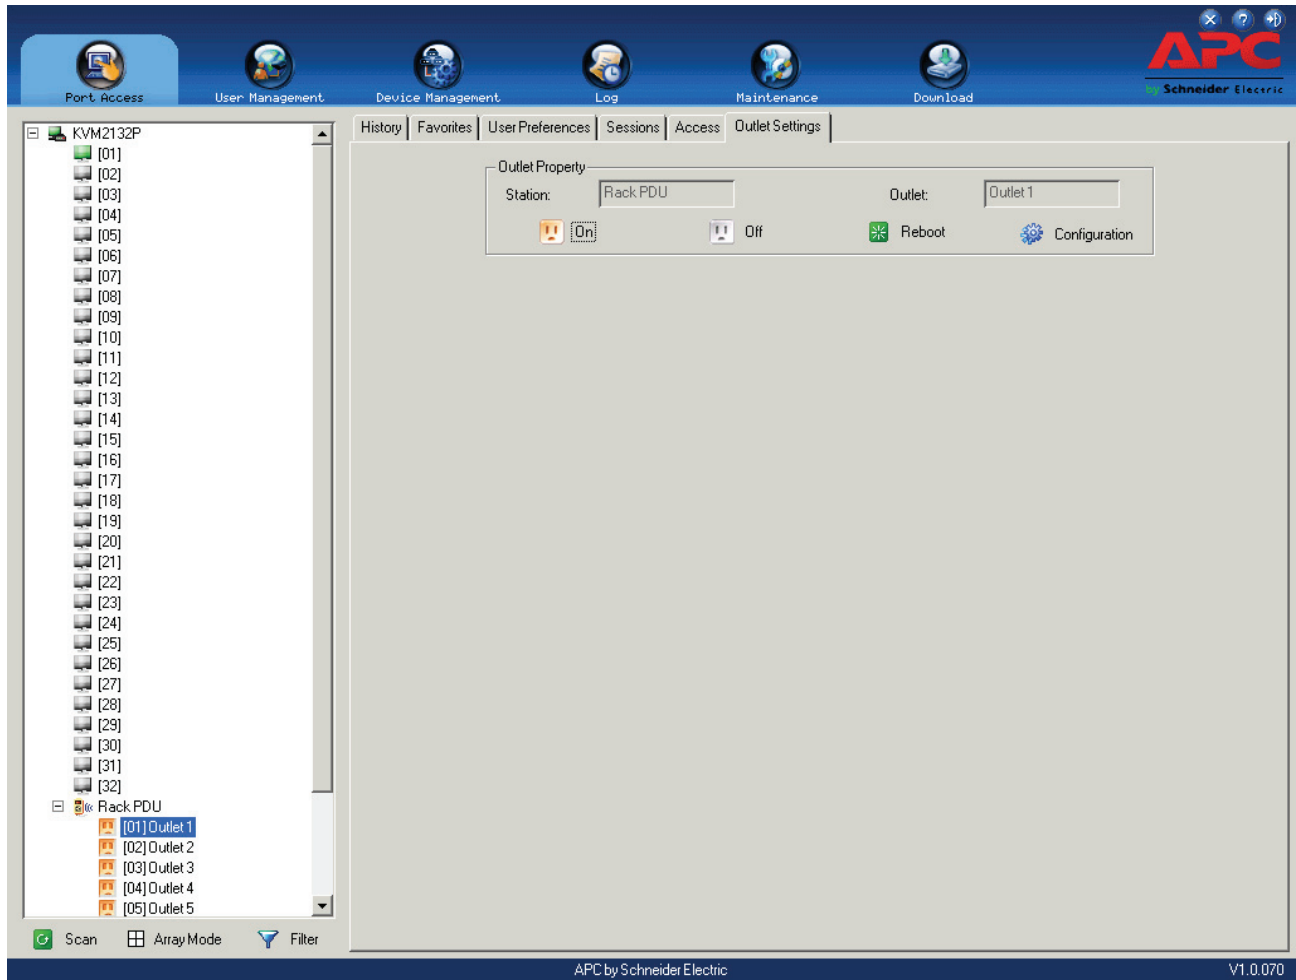 APC
by Schneider Electric
Port Access
User Management
Device Management
Log
Maintenance
Download
KVM2132P
[01]
[02]
[03]
[04]
[05]
[06]
[07]
[08]
[09]
[10]
[11]
[12]
[13]
[14]
[15]
[16]
[17]
[18]
[19]
[20]
[21]
[22]
[23]
[24]
[25]
[26]
[27]
[28]
[29]
[30]
[31]
[32]
Rack PDU
[01] Outlet 1
[02] Outlet 2
[03] Outlet 3
[04] Outlet 4
[05] Outlet 5
Scan
Array Mode
Filter
History
Favorites
User Preferences
Sessions
Access
Outlet Settings
Outlet Property
Station: Rack PDU
Outlet: Outlet 1
On
Off
Reboot
Configuration
APC by Schneider Electric
V1.0.070